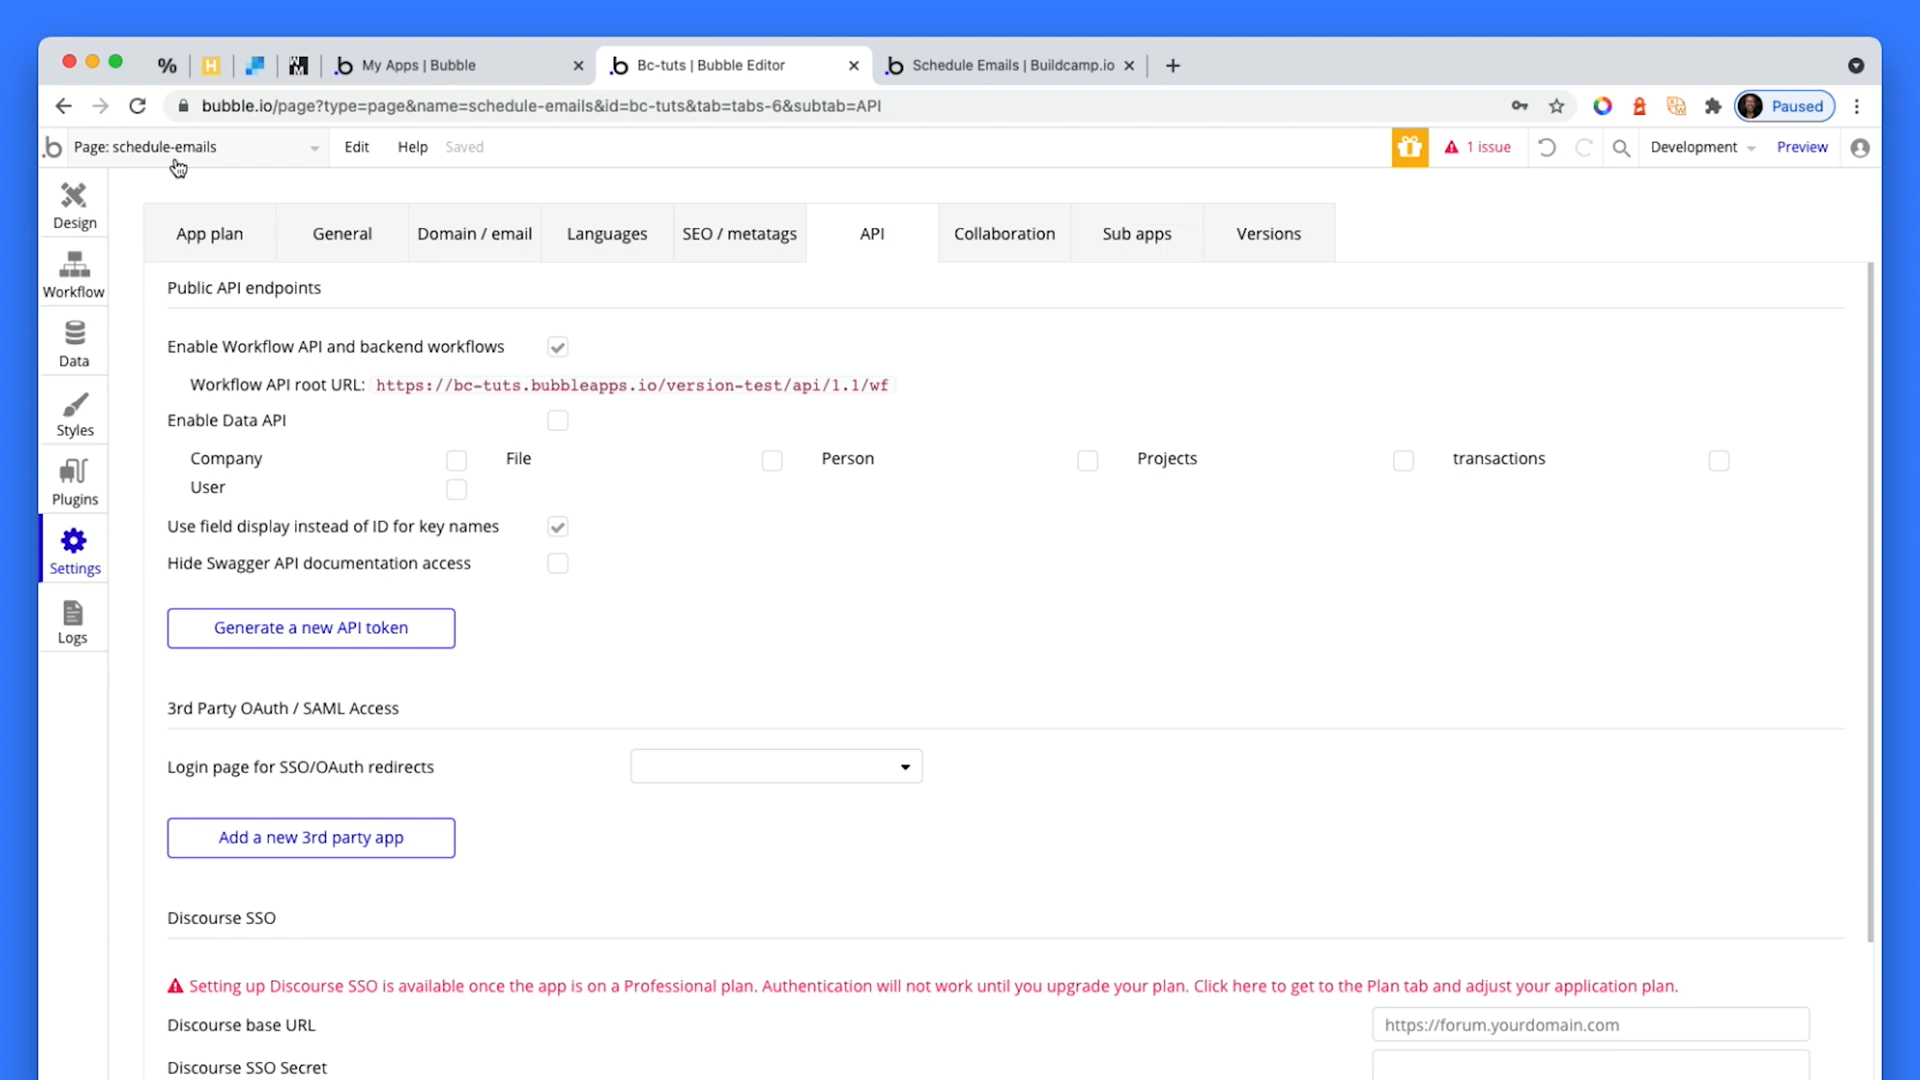 My Apps | Bubble
Bc-tuts | Bubble Editor
Schedule Emails | Buildcamp.io
bubble.io/page?type=page&name=schedule-emails&id=bc-tuts&tab=tabs-6&subtab=API
Paused
Page: schedule-emails
Edit
Help
Saved
1 issue
Development
Preview
Design
Workflow
Data
Styles
Plugins
Settings
Logs
App plan
General
Domain / email
Languages
SEO / metatags
API
Collaboration
Sub apps
Versions
Public API endpoints
Enable Workflow API and backend workflows
Workflow API root URL: https://bc-tuts.bubbleapps.io/version-test/api/1.1/wf
Enable Data API
Company
File
Person
Projects
transactions
User
Use field display instead of ID for key names
Hide Swagger API documentation access
Generate a new API token
3rd Party OAuth / SAML Access
Login page for SSO/OAuth redirects
Add a new 3rd party app
Discourse SSO
Setting up Discourse SSO is available once the app is on a Professional plan. Authentication will not work until you upgrade your plan. Click here to get to the Plan tab and adjust your application plan.
Discourse base URL
https://forum.yourdomain.com
Discourse SSO Secret